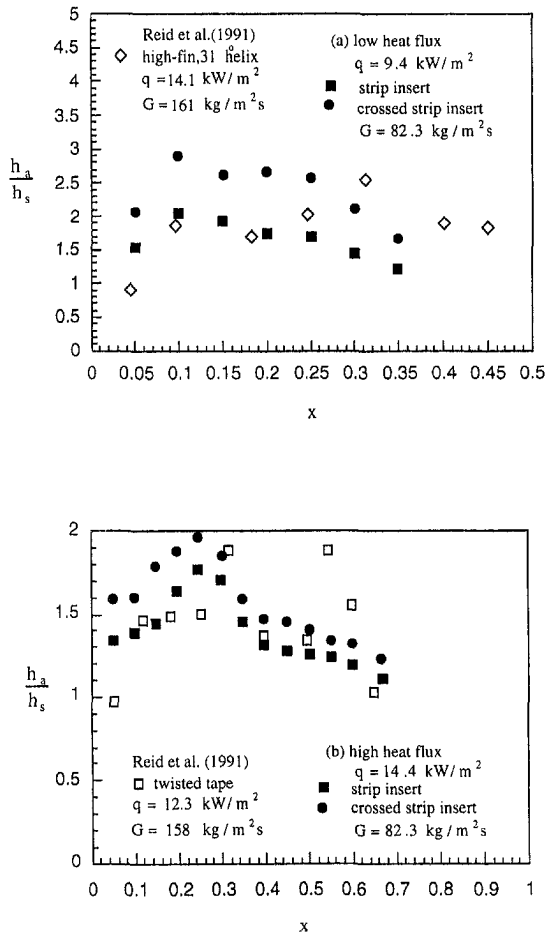 Reid et al.(1991)
high-fin,31° helix
q =14.1 kW/ m²
G = 161 kg / m²s
(a) low heat flux
q = 9.4 kW/ m²
strip insert
crossed strip insert
G = 82.3 kg/ m²s
5
4.5
4
3.5
3
2.5
2
1.5
1
0.5
0
h a
h s
0 0.05 0.1 0.15 0.2 0.25 0.3 0.35 0.4 0.45 0.5
x
2
1.5
1
0.5
0
h a
h s
Reid et al. (1991)
twisted tape
q = 12.3 kW/ m²
G = 158 kg/ m²s
(b) high heat flux
q = 14.4 kW/ m²
strip insert
crossed strip insert
G = 82.3 kg/ m²s
0 0.1 0.2 0.3 0.4 0.5 0.6 0.7 0.8 0.9 1
x